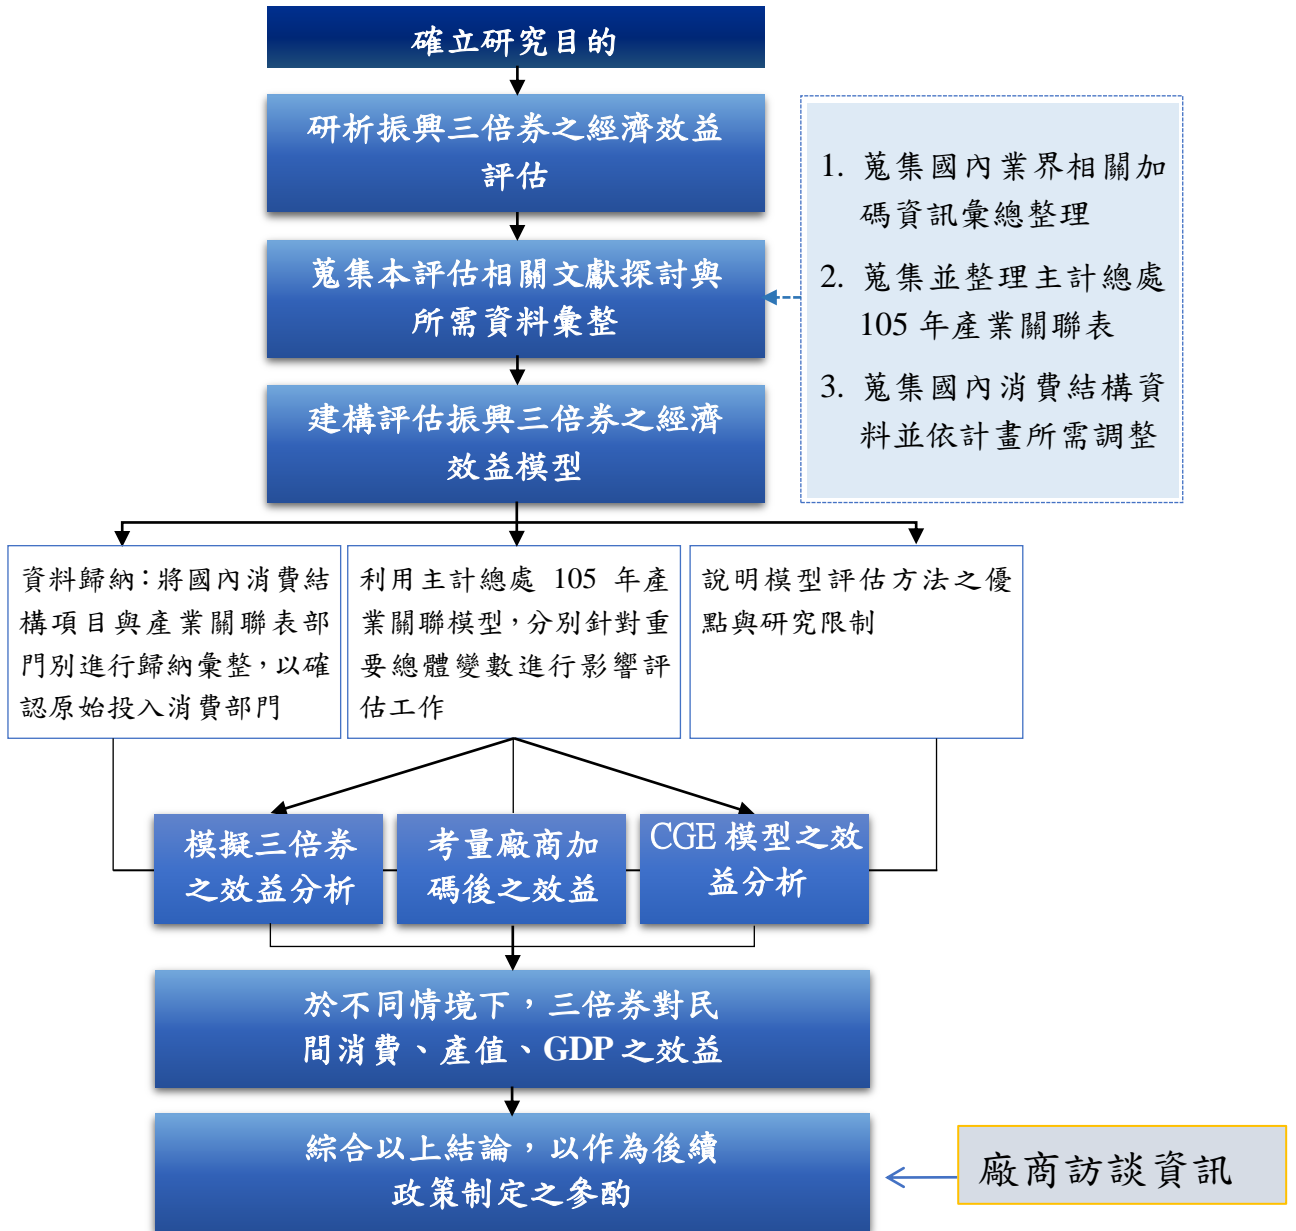 確立研究目的
研析振興三倍券之經濟效益
評估
蒐集本評估相關文獻探討與
所需資料彙整
1. 蒐集國內業界相關加
碼資訊彙總整理
2. 蒐集並整理主計總處
105 年產業關聯表
3. 蒐集國內消費結構資
料並依計畫所需調整
建構評估振興三倍券之經濟
效益模型
資料歸納：將國內消費結
構項目與產業關聯表部
門別進行歸納彙整，以確
認原始投入消費部門
利用主計總處 105 年產
業關聯模型，分別針對重
要總體變數進行影響評
估工作
說明模型評估方法之優
點與研究限制
模擬三倍券
之效益分析
考量廠商加
碼後之效益
CGE 模型之效
益分析
於不同情境下，三倍券對民
間消費、產值、GDP 之效益
綜合以上結論，以作為後續
政策制定之參酌
廠商訪談資訊